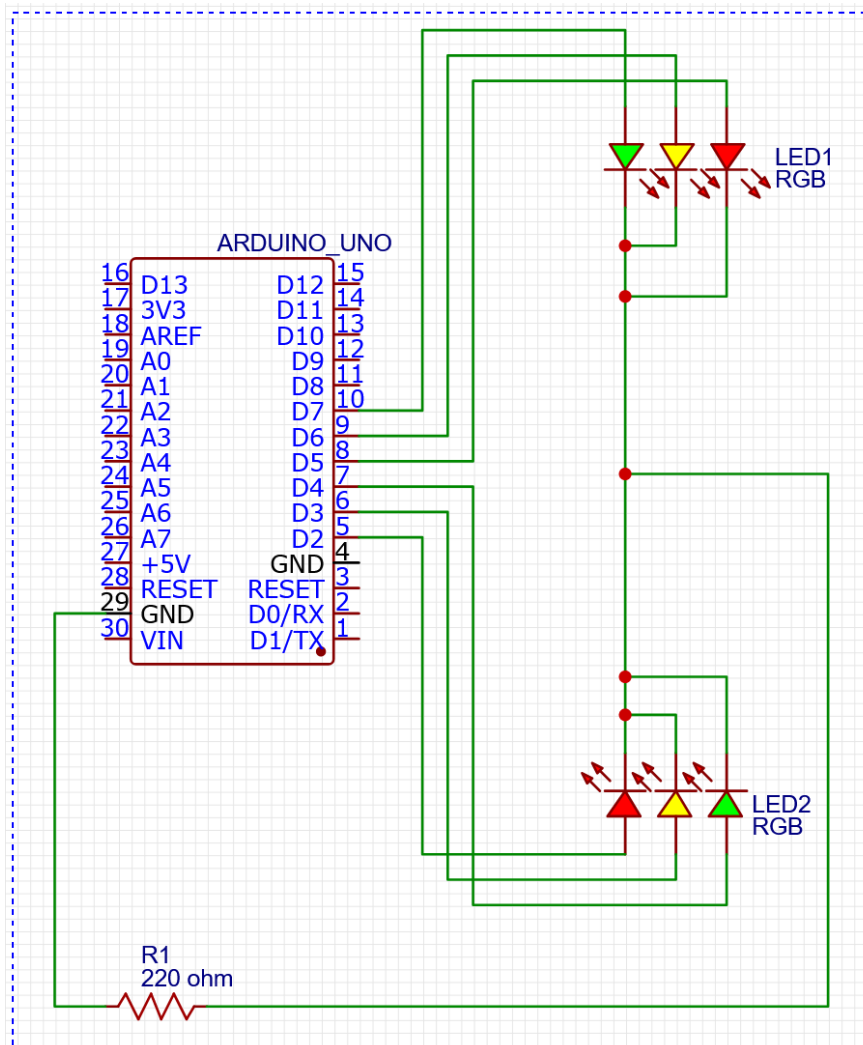 LED1
RGB
ARDUINO_UNO
16 D13 D12 15
17 3V3 D11 14
18 AREF D10 13
19 A0 D9 12
20 A1 D8 11
21 A2 D7 10
22 A3 D6 9
23 A4 D5 8
24 A5 D4 7
25 A6 D3 6
26 A7 D2 5
27 +5V GND 4
28 RESET RESET 3
29 GND D0/RX 2
30 VIN D1/TX 1
LED2
RGB
R1
220 ohm